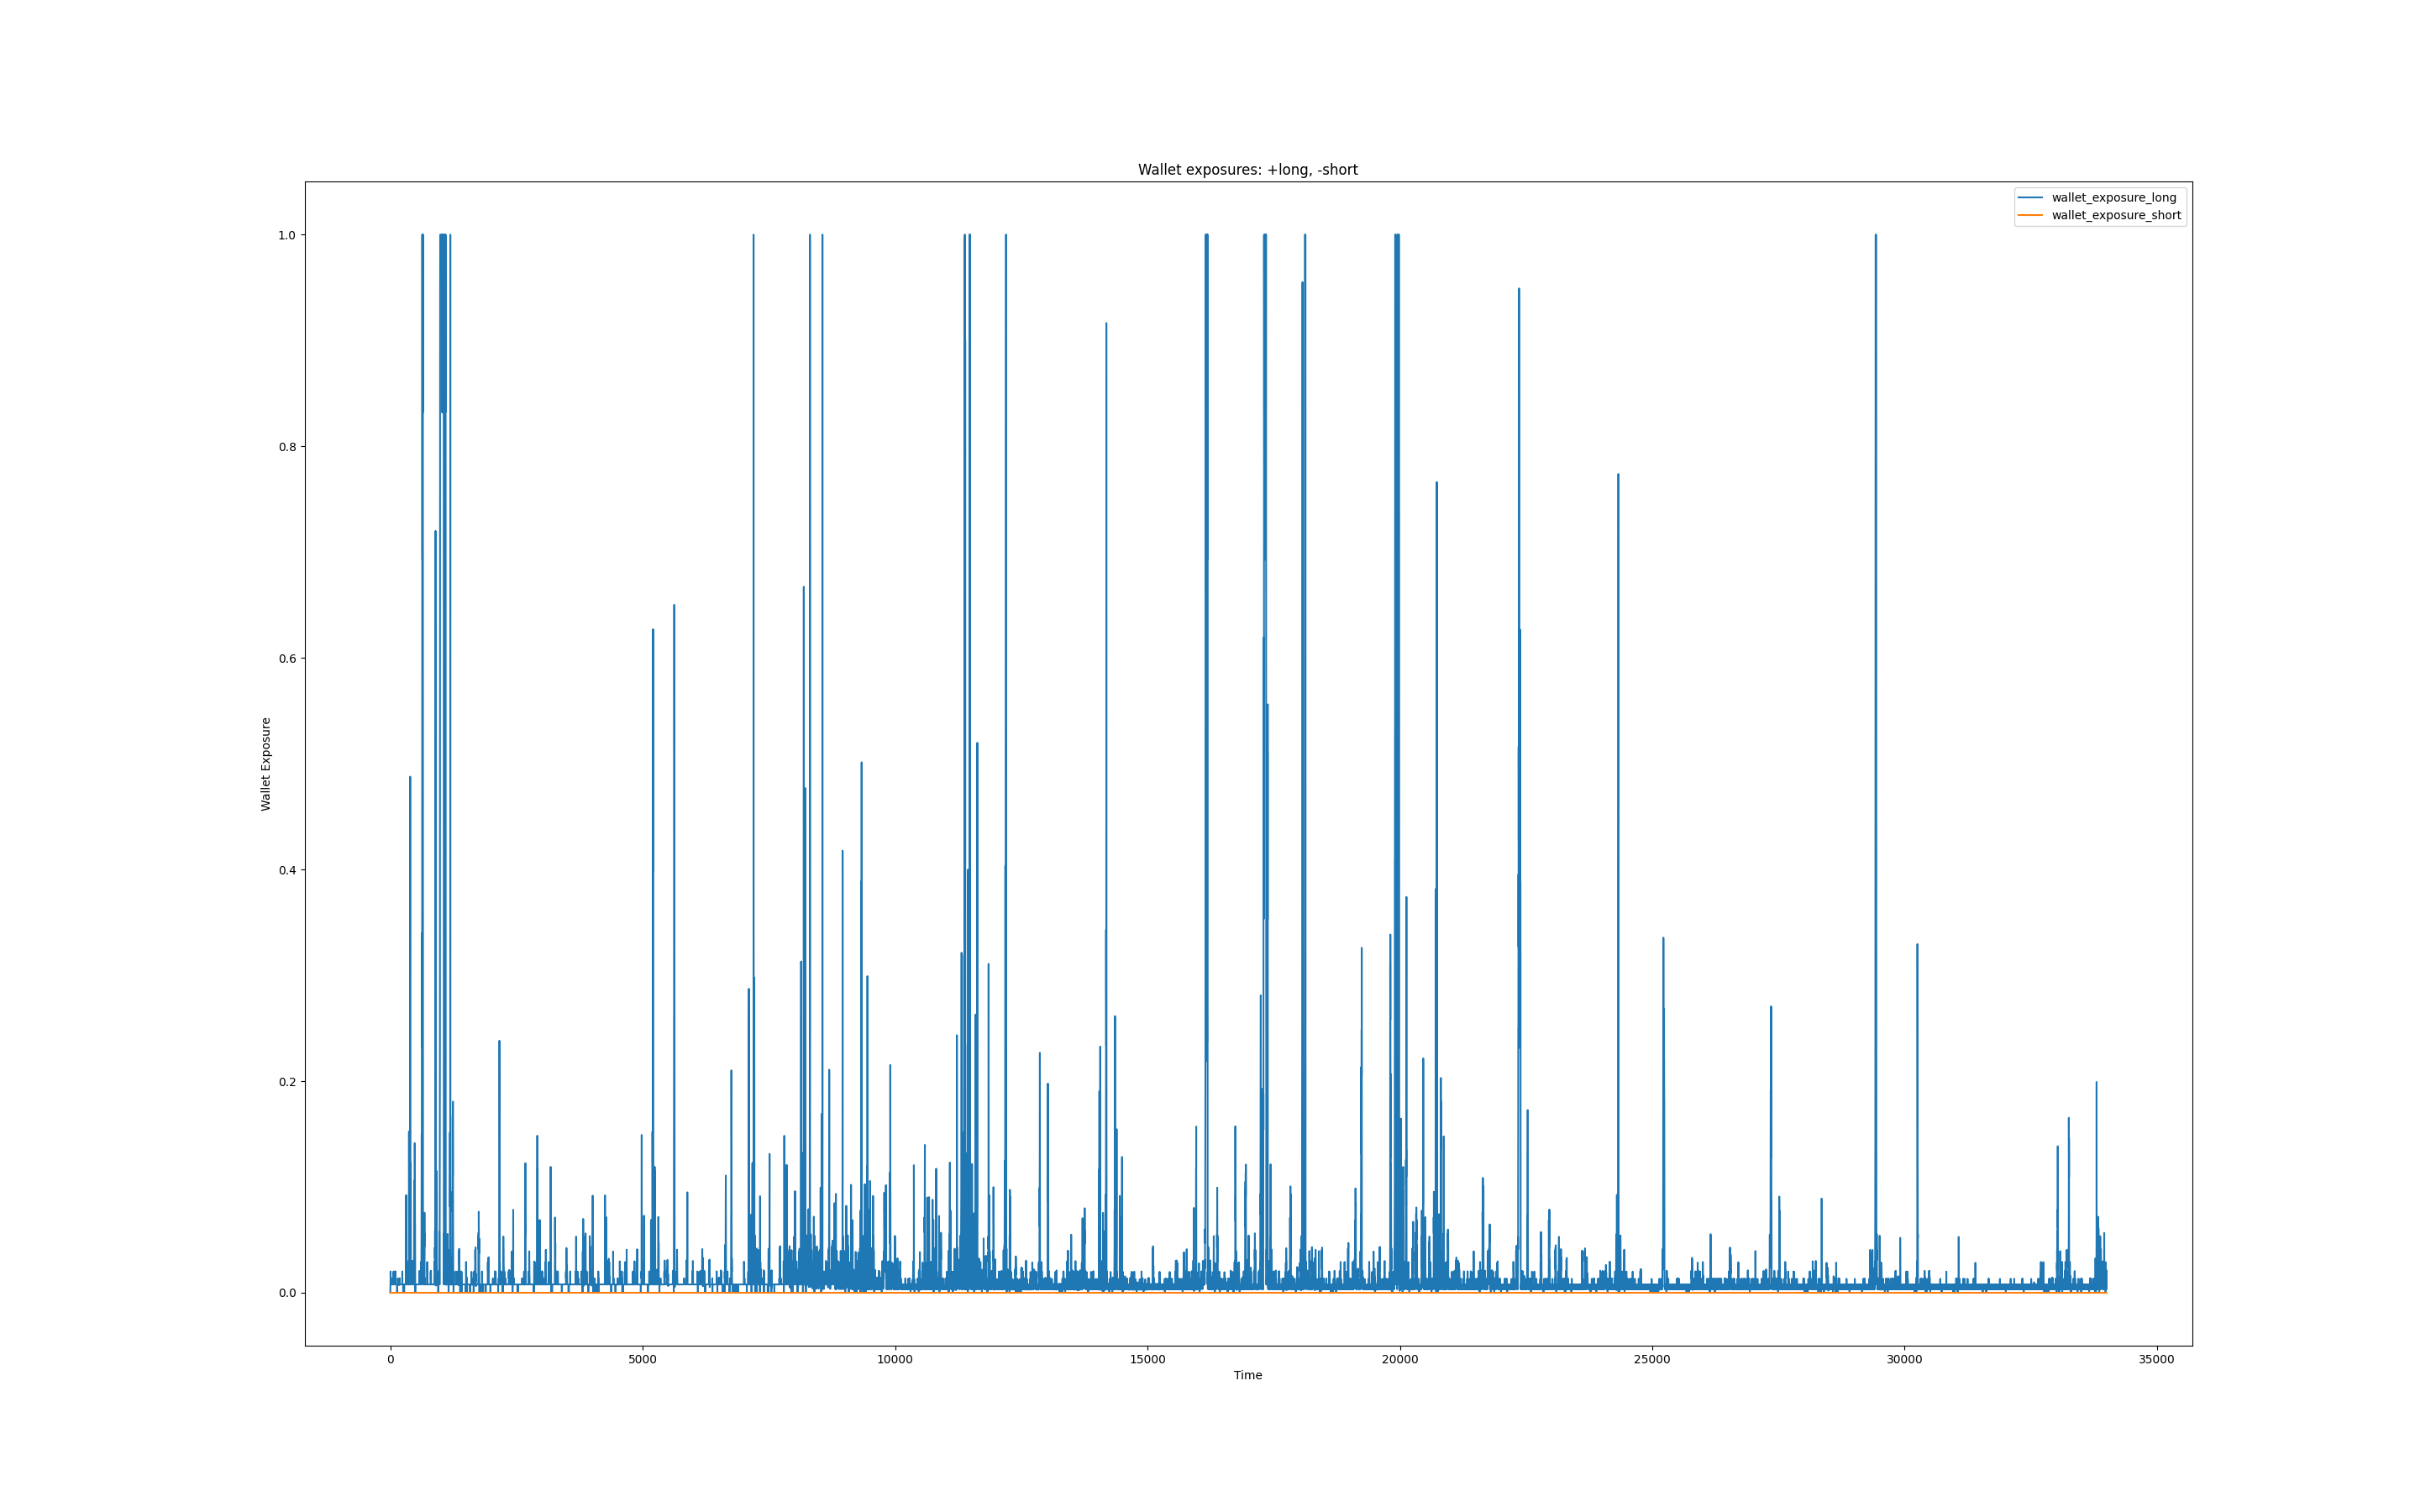 Wallet exposures: +long, -short
wallet_exposure_long
wallet_exposure_short
1.0
0.8
0.6
0.4
0.2
0.0
Wallet Exposure
0 5000 10000 15000 20000 25000 30000 35000
Time